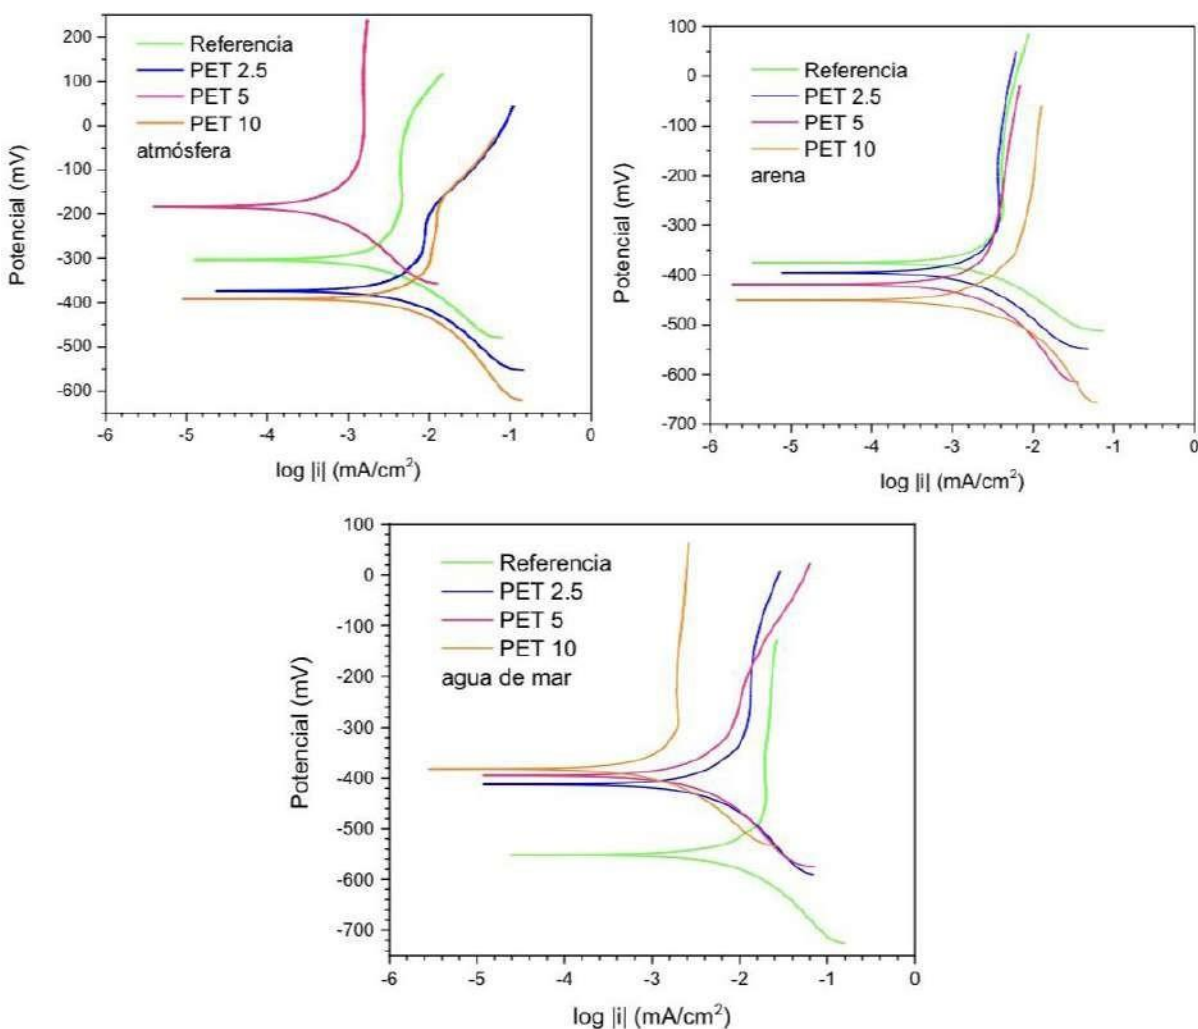 200
100
0
-100
-200
-300
-400
-500
-600
Potencial (mV)
Referencia
PET 2.5
PET 5
PET 10
atmósfera
-6 -5 -4 -3 -2 -1 0
log |i| (mA/cm²)
100
0
-100
-200
-300
-400
-500
-600
-700
Potencial (mV)
Referencia
PET 2.5
PET 5
PET 10
arena
-6 -5 -4 -3 -2 -1 0
log |i| (mA/cm²)
100
0
-100
-200
-300
-400
-500
-600
-700
Potencial (mV)
Referencia
PET 2.5
PET 5
PET 10
agua de mar
-6 -5 -4 -3 -2 -1 0
log |i| (mA/cm²)